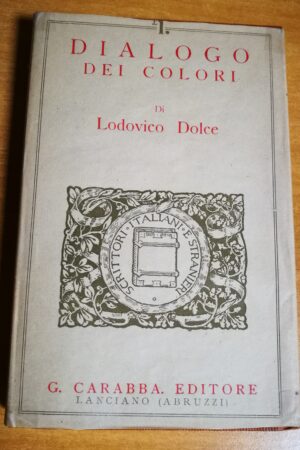 DIALOGO
DEI COLORI
Di
Lodovico Dolce
SCRITTORI · ITALIANI · E · STRANIERI
G. CARABBA. EDITORE
LANCIANO (ABRUZZI)